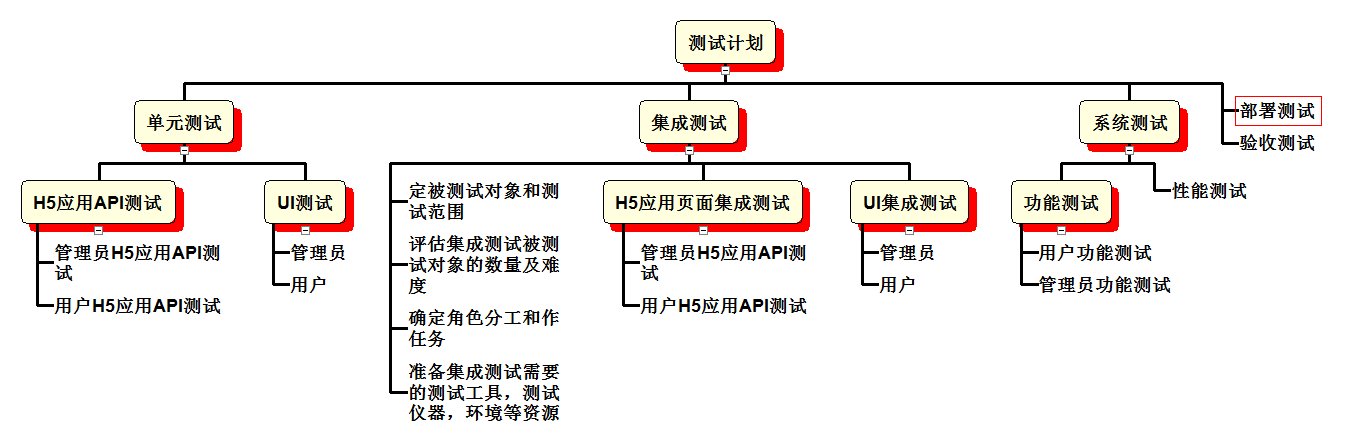 测试计划
单元测试
集成测试
系统测试
部署测试
验收测试
H5应用API测试
UI测试
定被测试对象和测
试范围
H5应用页面集成测试
UI集成测试
功能测试
性能测试
管理员H5应用API测
试
用户H5应用API测试
管理员
用户
评估集成测试被测
试对象的数量及难
度
确定角色分工和作
任务
准备集成测试需要
的测试工具，测试
仪器，环境等资源
管理员H5应用API测
试
用户H5应用API测试
管理员
用户
用户功能测试
管理员功能测试